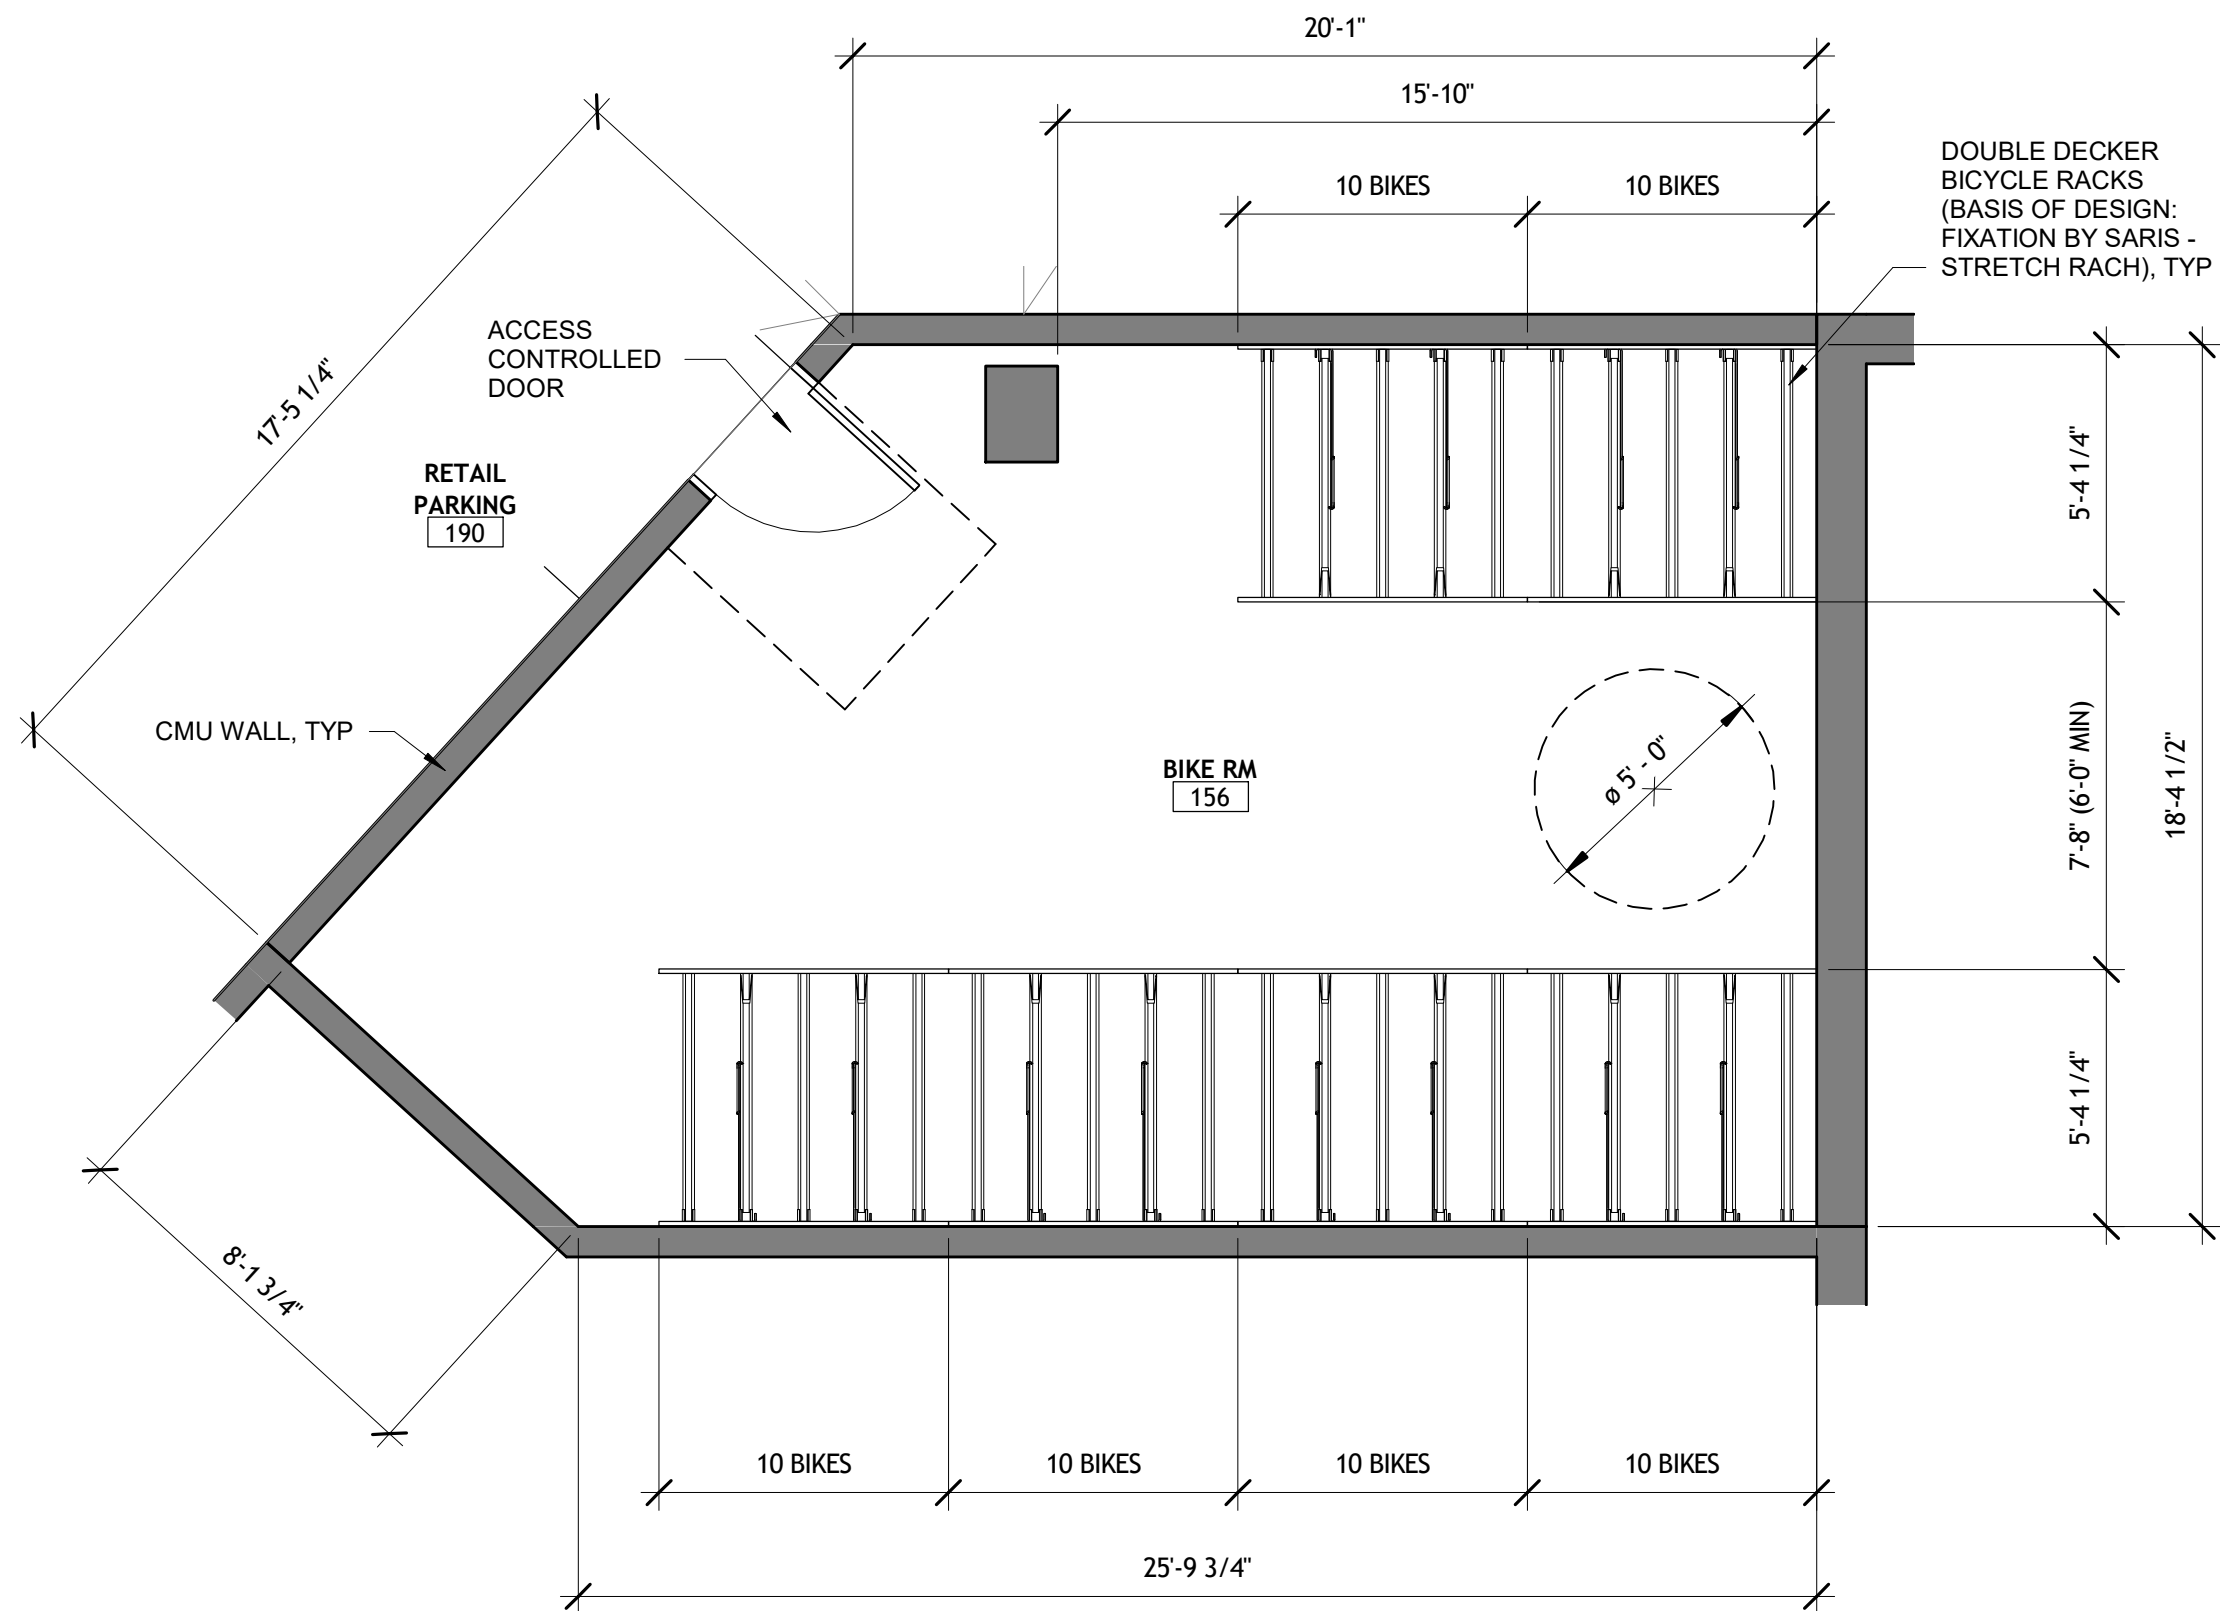 20'-1"
15'-10"
10 BIKES
10 BIKES
DOUBLE DECKER
BICYCLE RACKS
(BASIS OF DESIGN:
FIXATION BY SARIS -
STRETCH RACH), TYP
ACCESS
CONTROLLED
DOOR
17'-5 1/4"
RETAIL
PARKING
190
5'-4 1/4"
CMU WALL, TYP
BIKE RM
156
ø 5' - 0"
7'-8" (6'-0" MIN)
18'-4 1/2"
5'-4 1/4"
8'-1 3/4"
10 BIKES
10 BIKES
10 BIKES
10 BIKES
25'-9 3/4"